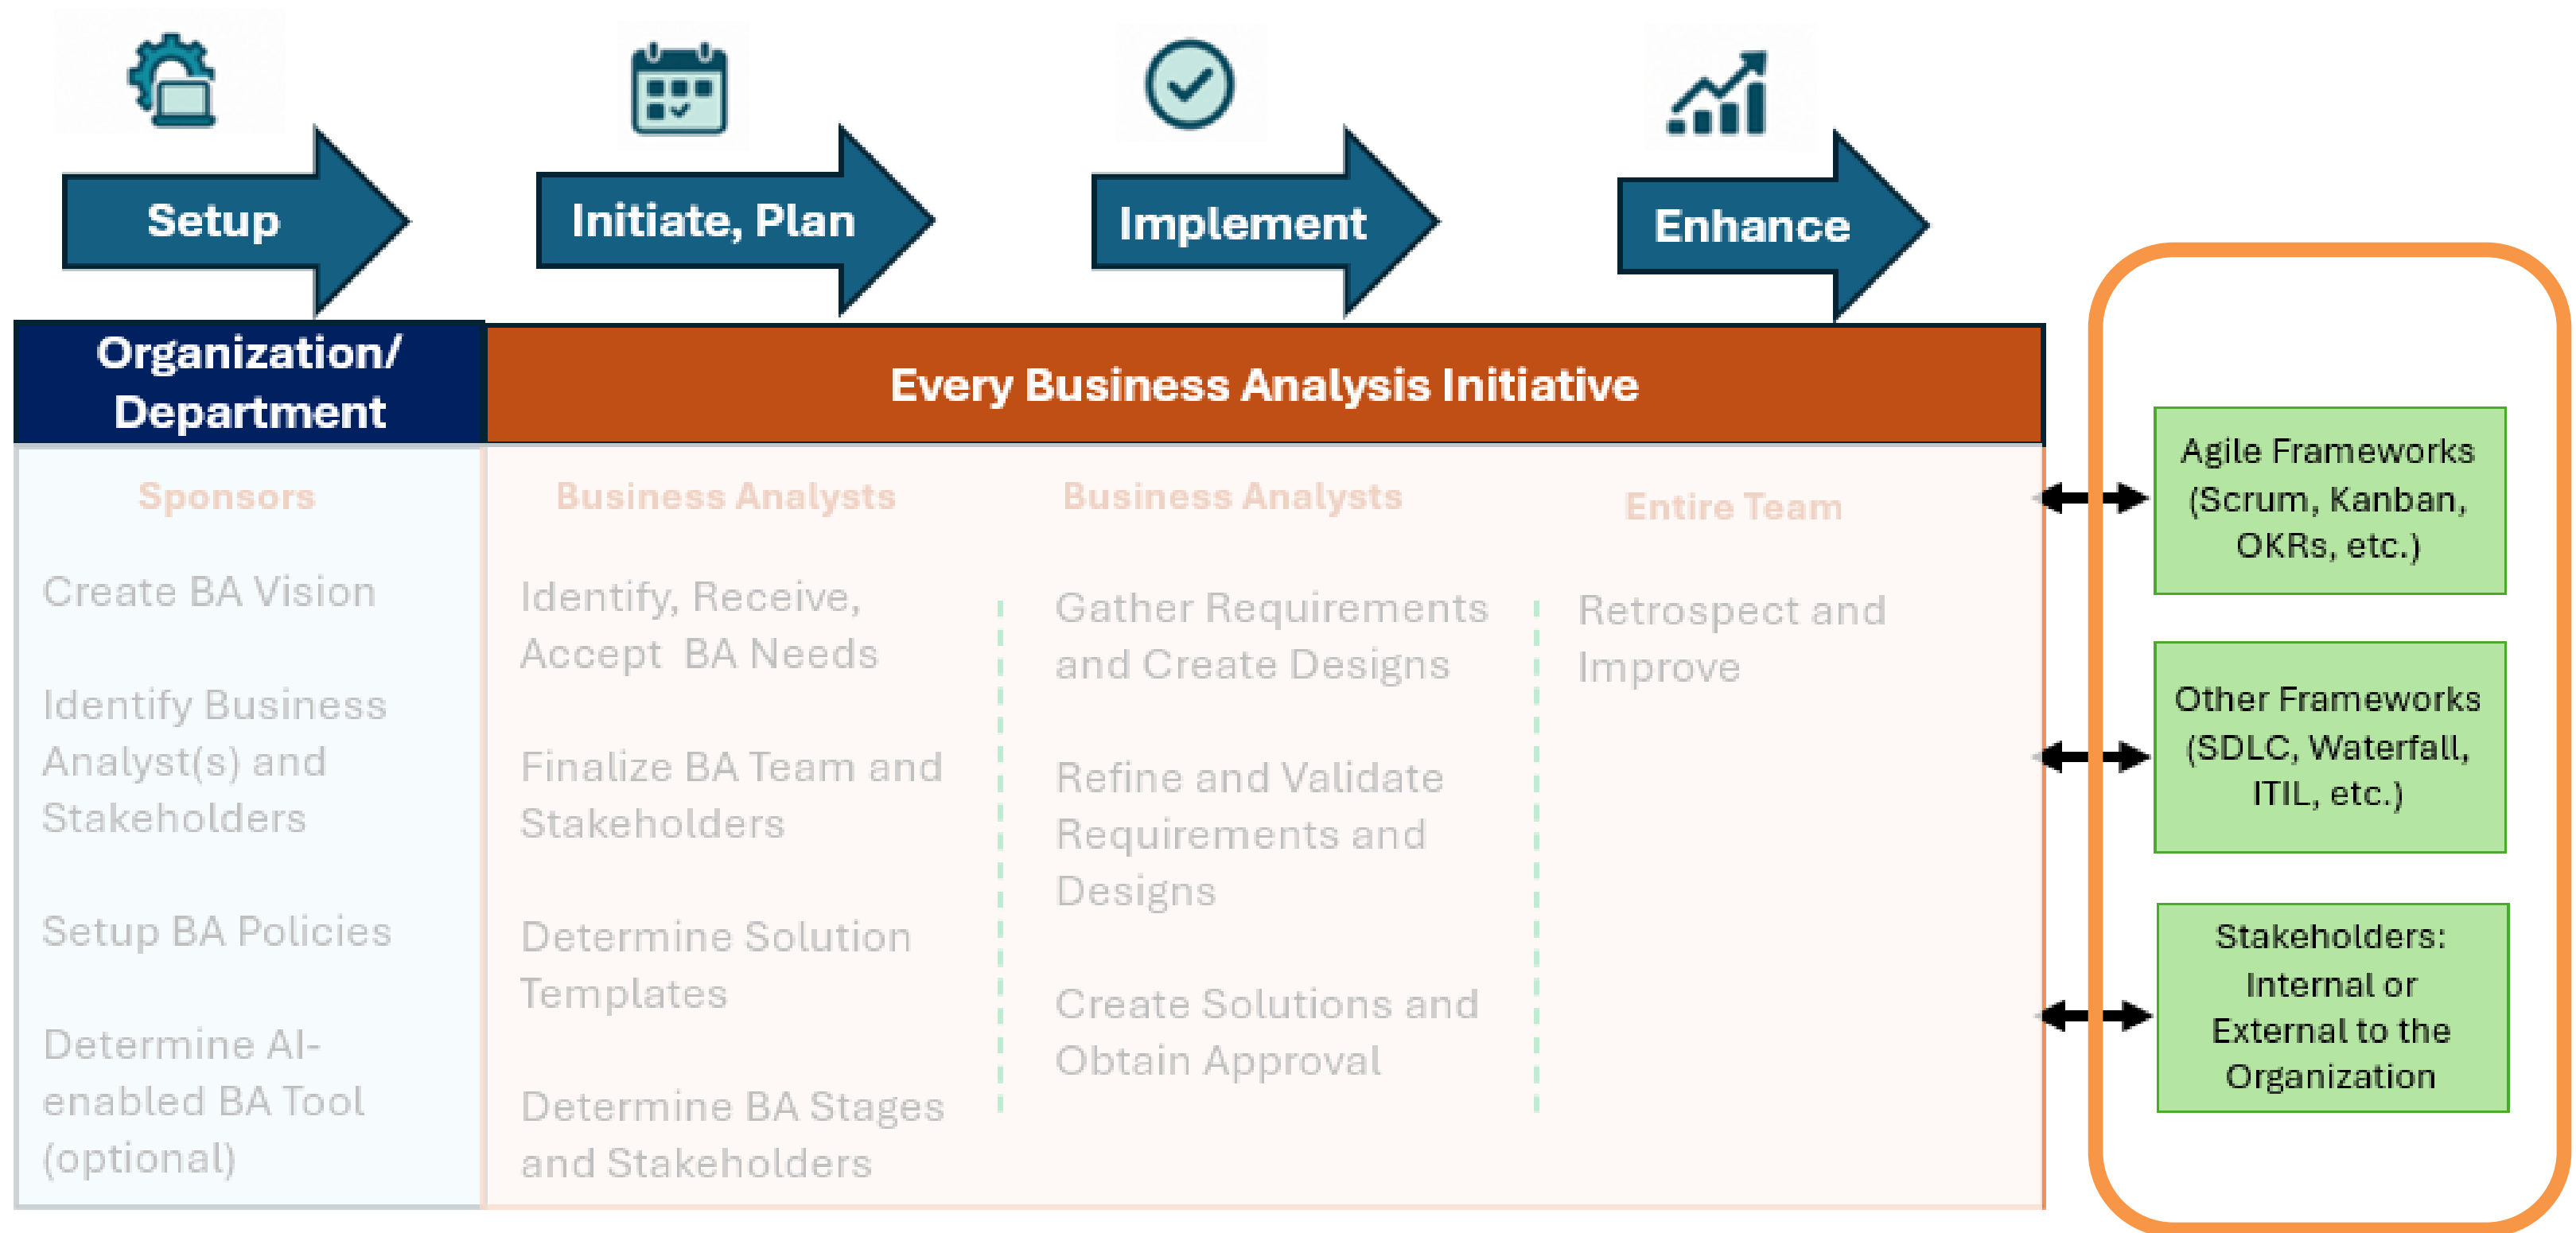 Setup
Initiate, Plan
Implement
Enhance
Organization/
Department
Every Business Analysis Initiative
Sponsors
Create BA Vision
Identify Business
Analyst(s) and
Stakeholders
Setup BA Policies
Determine AI-
enabled BA Tool
(optional)
Business Analysts
Identify, Receive,
Accept BA Needs
Finalize BA Team and
Stakeholders
Determine Solution
Templates
Determine BA Stages
and Stakeholders
Business Analysts
Gather Requirements
and Create Designs
Refine and Validate
Requirements and
Designs
Create Solutions and
Obtain Approval
Entire Team
Retrospect and
Improve
Agile Frameworks
(Scrum, Kanban,
OKRs, etc.)
Other Frameworks
(SDLC, Waterfall,
ITIL, etc.)
Stakeholders:
Internal or
External to the
Organization